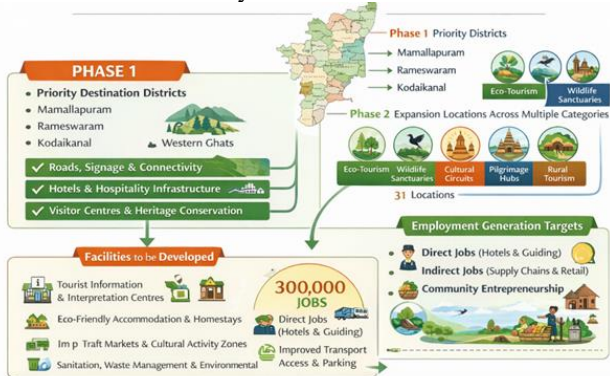 Phase 1 Priority Districts
Mamallapuram
Rameswaram
Kodaikanal
Eco-Tourism
Wildlife
Sanctuaries
PHASE 1
• Priority Destination Districts
• Mamallapuram
Rameswaram
Kodaikanal
Western Ghats
✓ Roads, Signage & Connectivity
✓ Hotels & Hospitality Infrastructure
✓ Visitor Centres & Heritage Conservation
Phase 2 Expansion Locations Across Multiple Categories
Eco-Tourism
Wildlife
Sanctuaries
Cultural
Circuits
Pilgrimage
Hubs
Rural
Tourism
31 Locations
Facilities to be Developed
Tourist Information
& Interpretation Centres
Eco-Friendly Accommodation & Homestays
Im p Traft Markets & Cultural Activity Zones
Sanitation, Waste Management & Environmental
300,000
JOBS
Direct Jobs
(Hotels & Guiding)
Improved Transport
Access & Parking
Employment Generation Targets
• Direct Jobs (Hotels & Guiding)
• Indirect Jobs (Supply Chains & Retail)
• Community Entrepreneurship